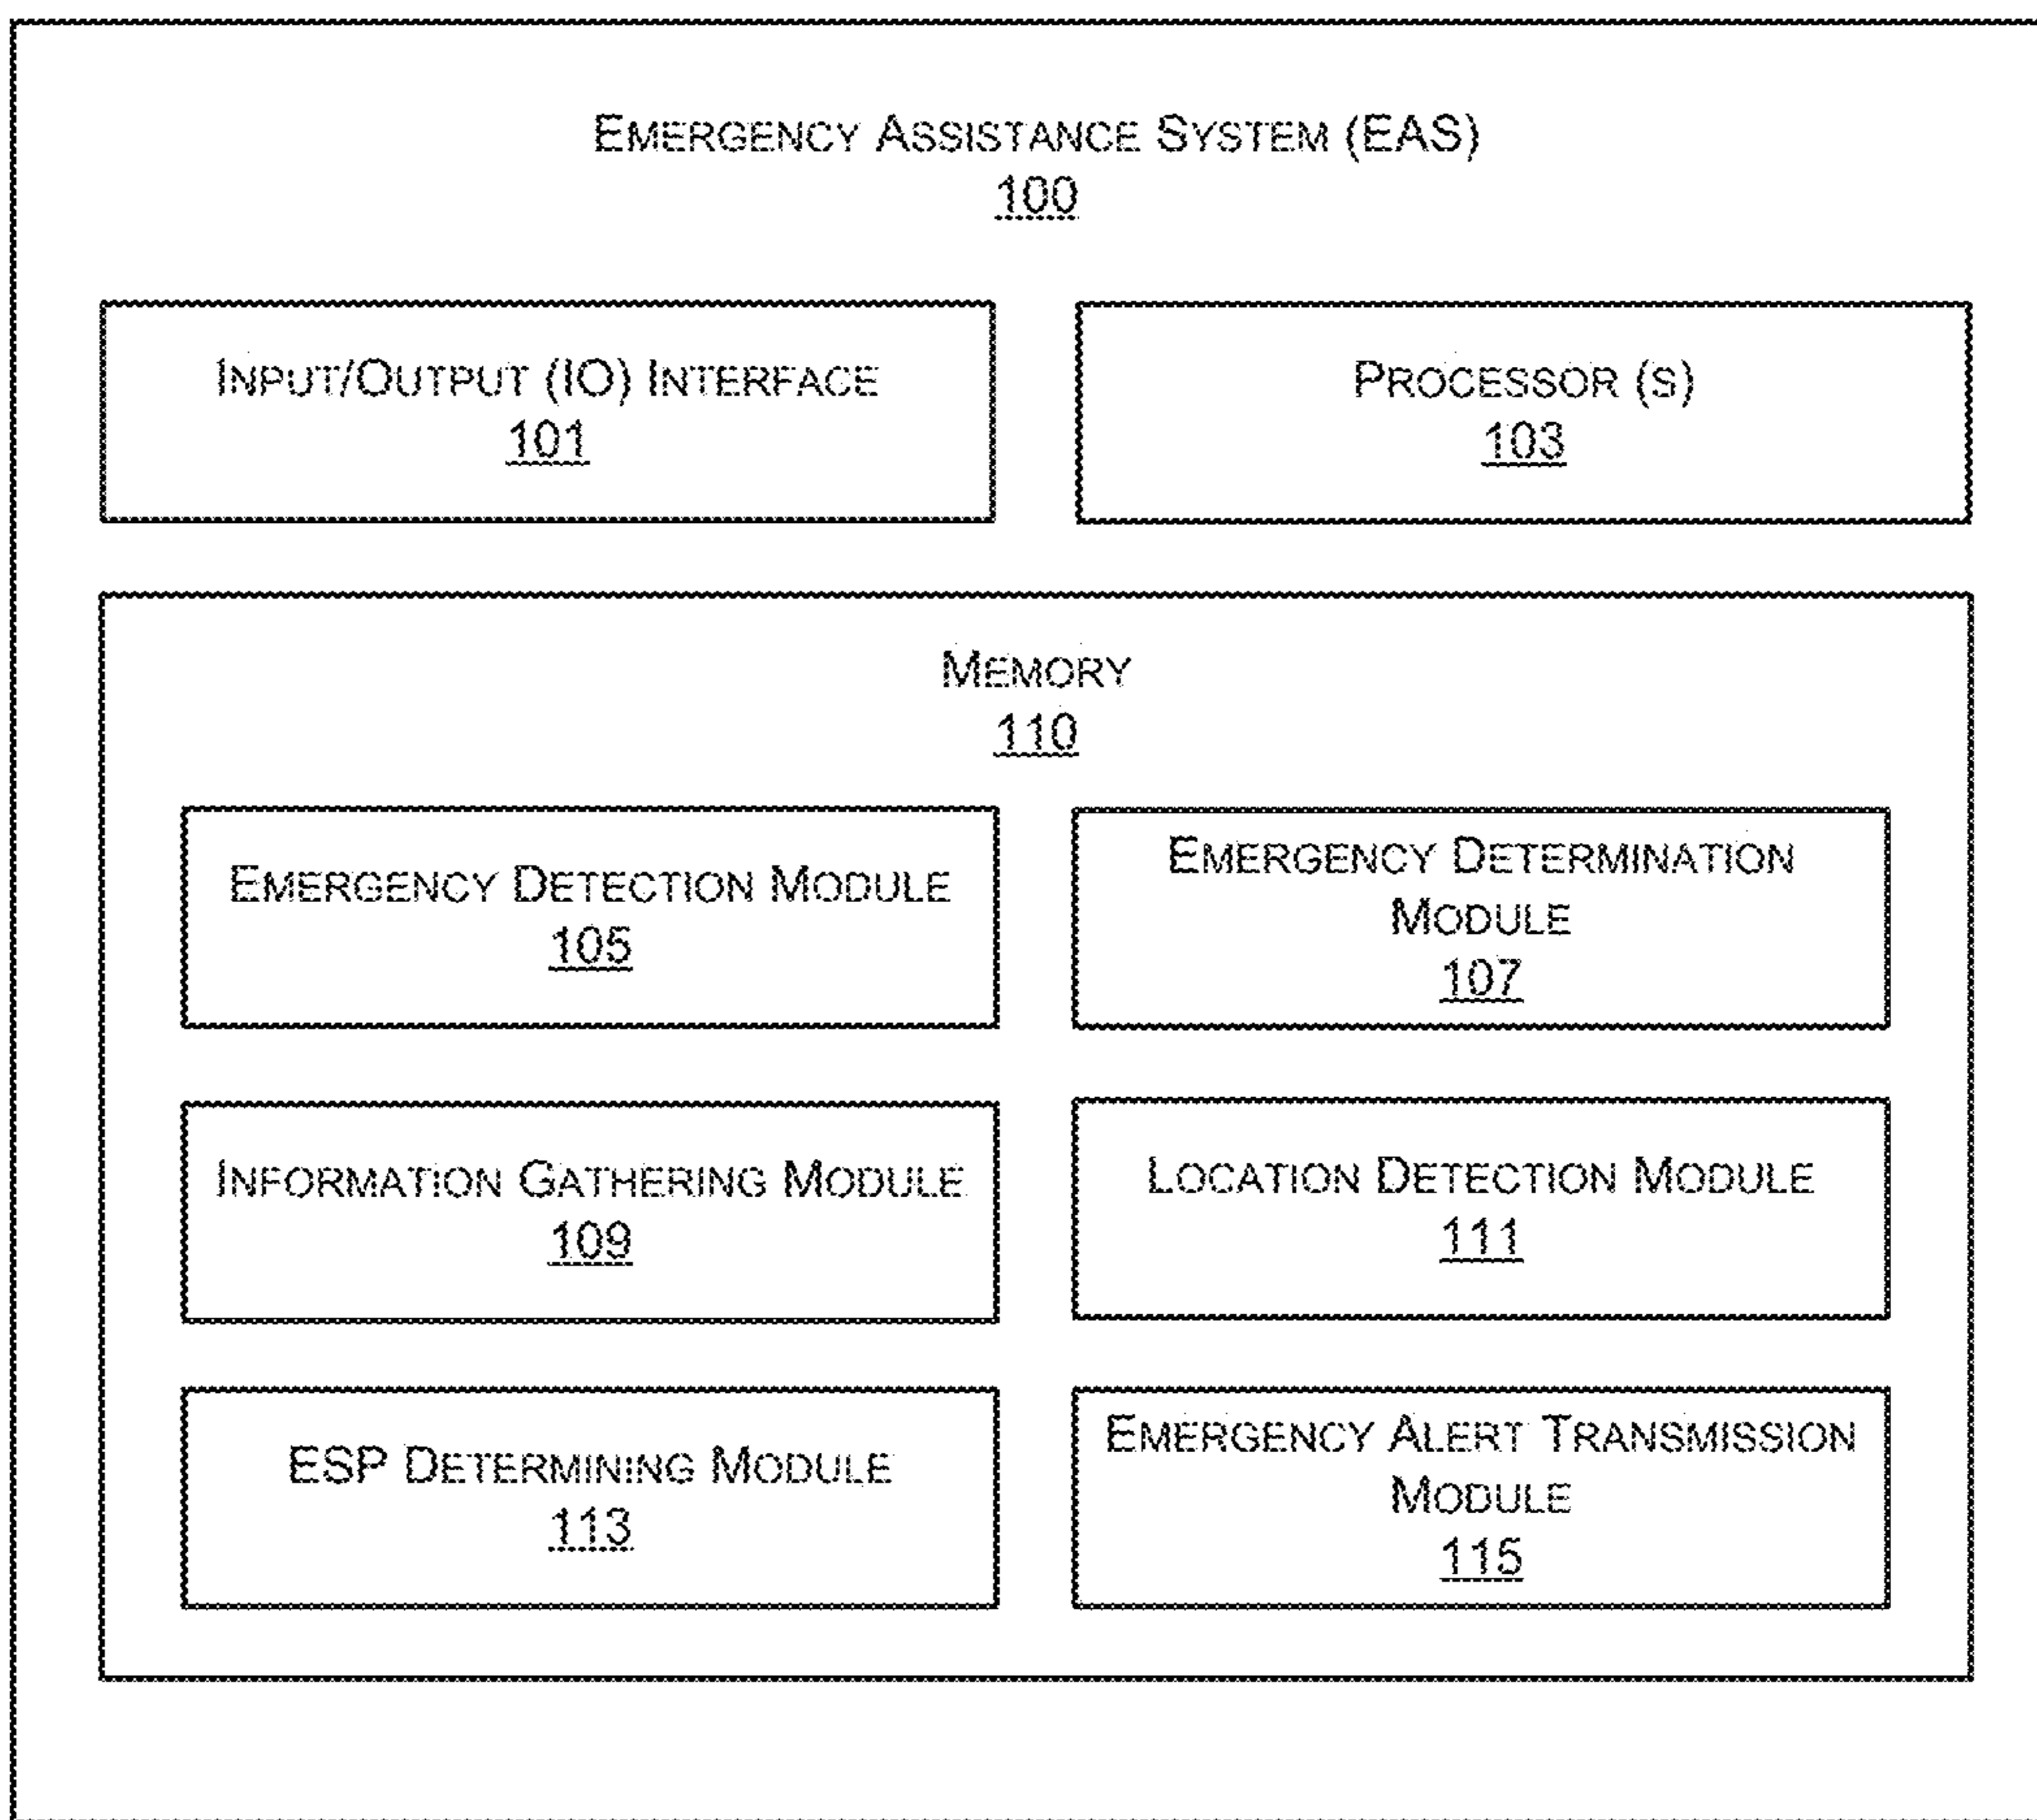 EMERGENCY ASSISTANCE SYSTEM (EAS)
100
INPUT/OUTPUT (IO) INTERFACE
101
PROCESSOR (S)
103
MEMORY
110
EMERGENCY DETECTION MODULE
105
EMERGENCY DETERMINATION
MODULE
107
INFORMATION GATHERING MODULE
109
LOCATION DETECTION MODULE
111
ESP DETERMINING MODULE
113
EMERGENCY ALERT TRANSMISSION
MODULE
115